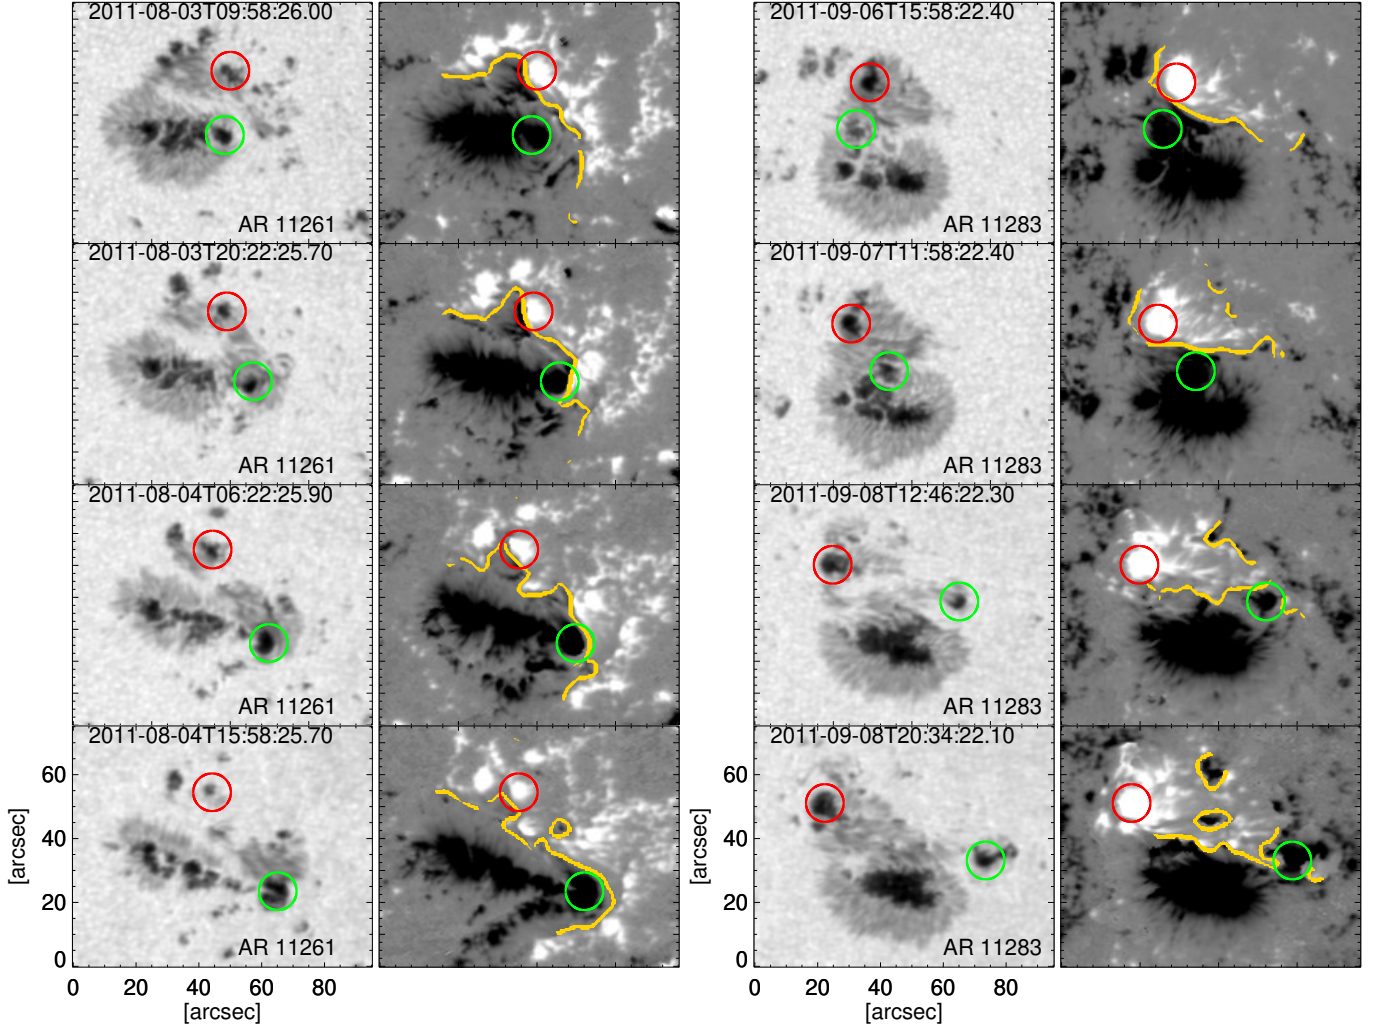 2011-08-03T09:58:26.00
AR 11261
2011-09-06T15:58:22.40
AR 11283
2011-08-03T20:22:25.70
AR 11261
2011-09-07T11:58:22.40
AR 11283
2011-08-04T06:22:25.90
AR 11261
2011-09-08T12:46:22.30
AR 11283
2011-08-04T15:58:25.70
AR 11261
2011-09-08T20:34:22.10
AR 11283
60
40
20
0
[arcsec]
0 20 40 60 80
[arcsec]
60
40
20
0
[arcsec]
0 20 40 60 80
[arcsec]